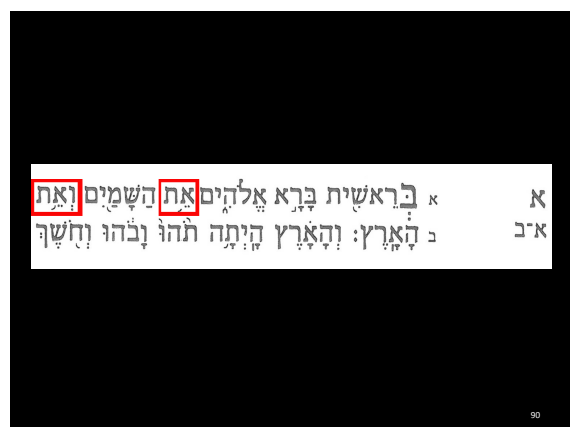 א א בְּרֵאשִׁ֖ית בָּרָ֣א אֱלֹהִ֑ים אֵ֥ת הַשָּׁמַ֖יִם וְאֵ֥ת
א־ב ב הָאָֽרֶץ׃ וְהָאָ֗רֶץ הָיְתָ֥ה תֹ֙הוּ֙ וָבֹ֔הוּ וְחֹ֖שֶׁךְ
90